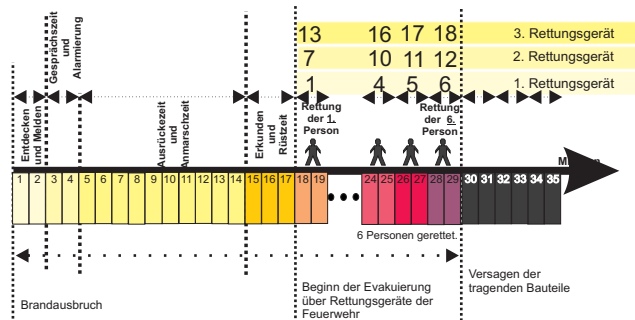 13 16 17 18 3. Rettungsgerät
7 10 11 12 2. Rettungsgerät
1 4 5 6 1. Rettungsgerät
Entdecken
und Melden
Gesprächszeit
und
Alarmierung
Ausrückezeit
und
Anmarschzeit
Erkunden
und
Rüstzeit
Rettung
der 1.
Person
Rettung
der 6.
Person
1 2 3 4 5 6 7 8 9 10 11 12 13 14 15 16 17 18 19 24 25 26 27 28 29 30 31 32 33 34 35
6 Personen gerettet.
Brandausbruch
Beginn der Evakuierung
über Rettungsgeräte der
Feuerwehr
Versagen der
tragenden Bauteile